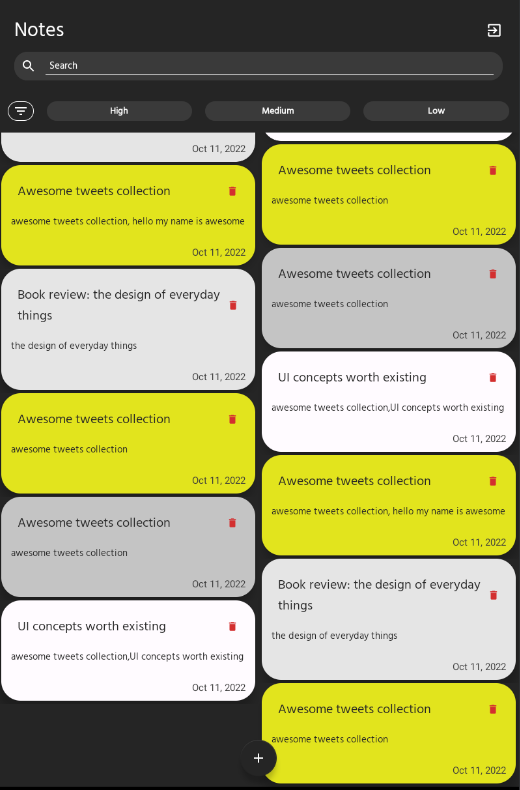 Notes
Search
High
Medium
Low
Oct 11, 2022
Awesome tweets collection
awesome tweets collection, hello my name is awesome
Oct 11, 2022
Book review: the design of everyday
things
the design of everyday things
Oct 11, 2022
Awesome tweets collection
awesome tweets collection
Oct 11, 2022
Awesome tweets collection
awesome tweets collection
Oct 11, 2022
UI concepts worth existing
awesome tweets collection,UI concepts worth existing
Oct 11, 2022
Awesome tweets collection
awesome tweets collection
Oct 11, 2022
Awesome tweets collection
awesome tweets collection
Oct 11, 2022
UI concepts worth existing
awesome tweets collection,UI concepts worth existing
Oct 11, 2022
Awesome tweets collection
awesome tweets collection, hello my name is awesome
Oct 11, 2022
Book review: the design of everyday
things
the design of everyday things
Oct 11, 2022
Awesome tweets collection
awesome tweets collection
Oct 11, 2022